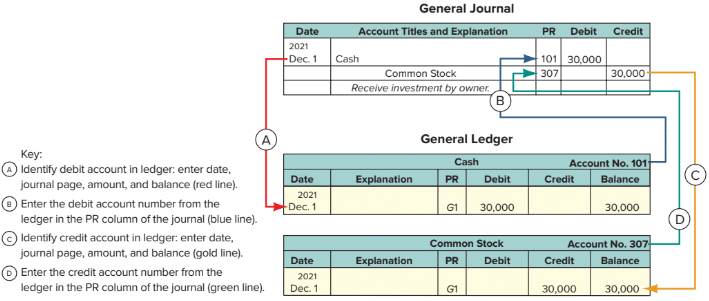 General Journal
Date Account Titles and Explanation PR Debit Credit
2021
Dec. 1 Cash 101 30,000
Common Stock 307 30,000
Receive investment by owner.
B
A
General Ledger
Key:
A Identify debit account in ledger: enter date,
journal page, amount, and balance (red line).
B Enter the debit account number from the
ledger in the PR column of the journal (blue line).
C Identify credit account in ledger: enter date,
journal page, amount, and balance (gold line).
D Enter the credit account number from the
ledger in the PR column of the journal (green line).
Cash Account No. 101
Date Explanation PR Debit Credit Balance
2021
Dec. 1 G1 30,000 30,000
C
D
Common Stock Account No. 307
Date Explanation PR Debit Credit Balance
2021
Dec. 1 G1 30,000 30,000